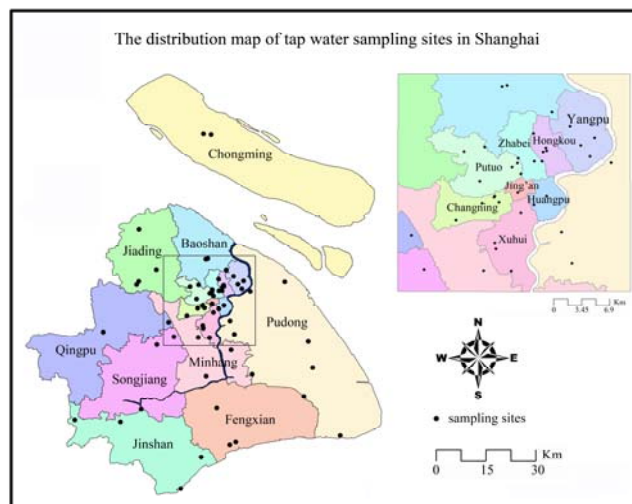 The distribution map of tap water sampling sites in Shanghai
Chongming
Baoshan
Jiading
Pudong
Qingpu
Minhang
Songjiang
Fengxian
Jinshan
Yangpu
Zhabei
Hongkou
Putuo
Jing'an
Huangpu
Changning
Xuhui
Km
0 3.45 6.9
N
W E
S
sampling sites
Km
0 15 30